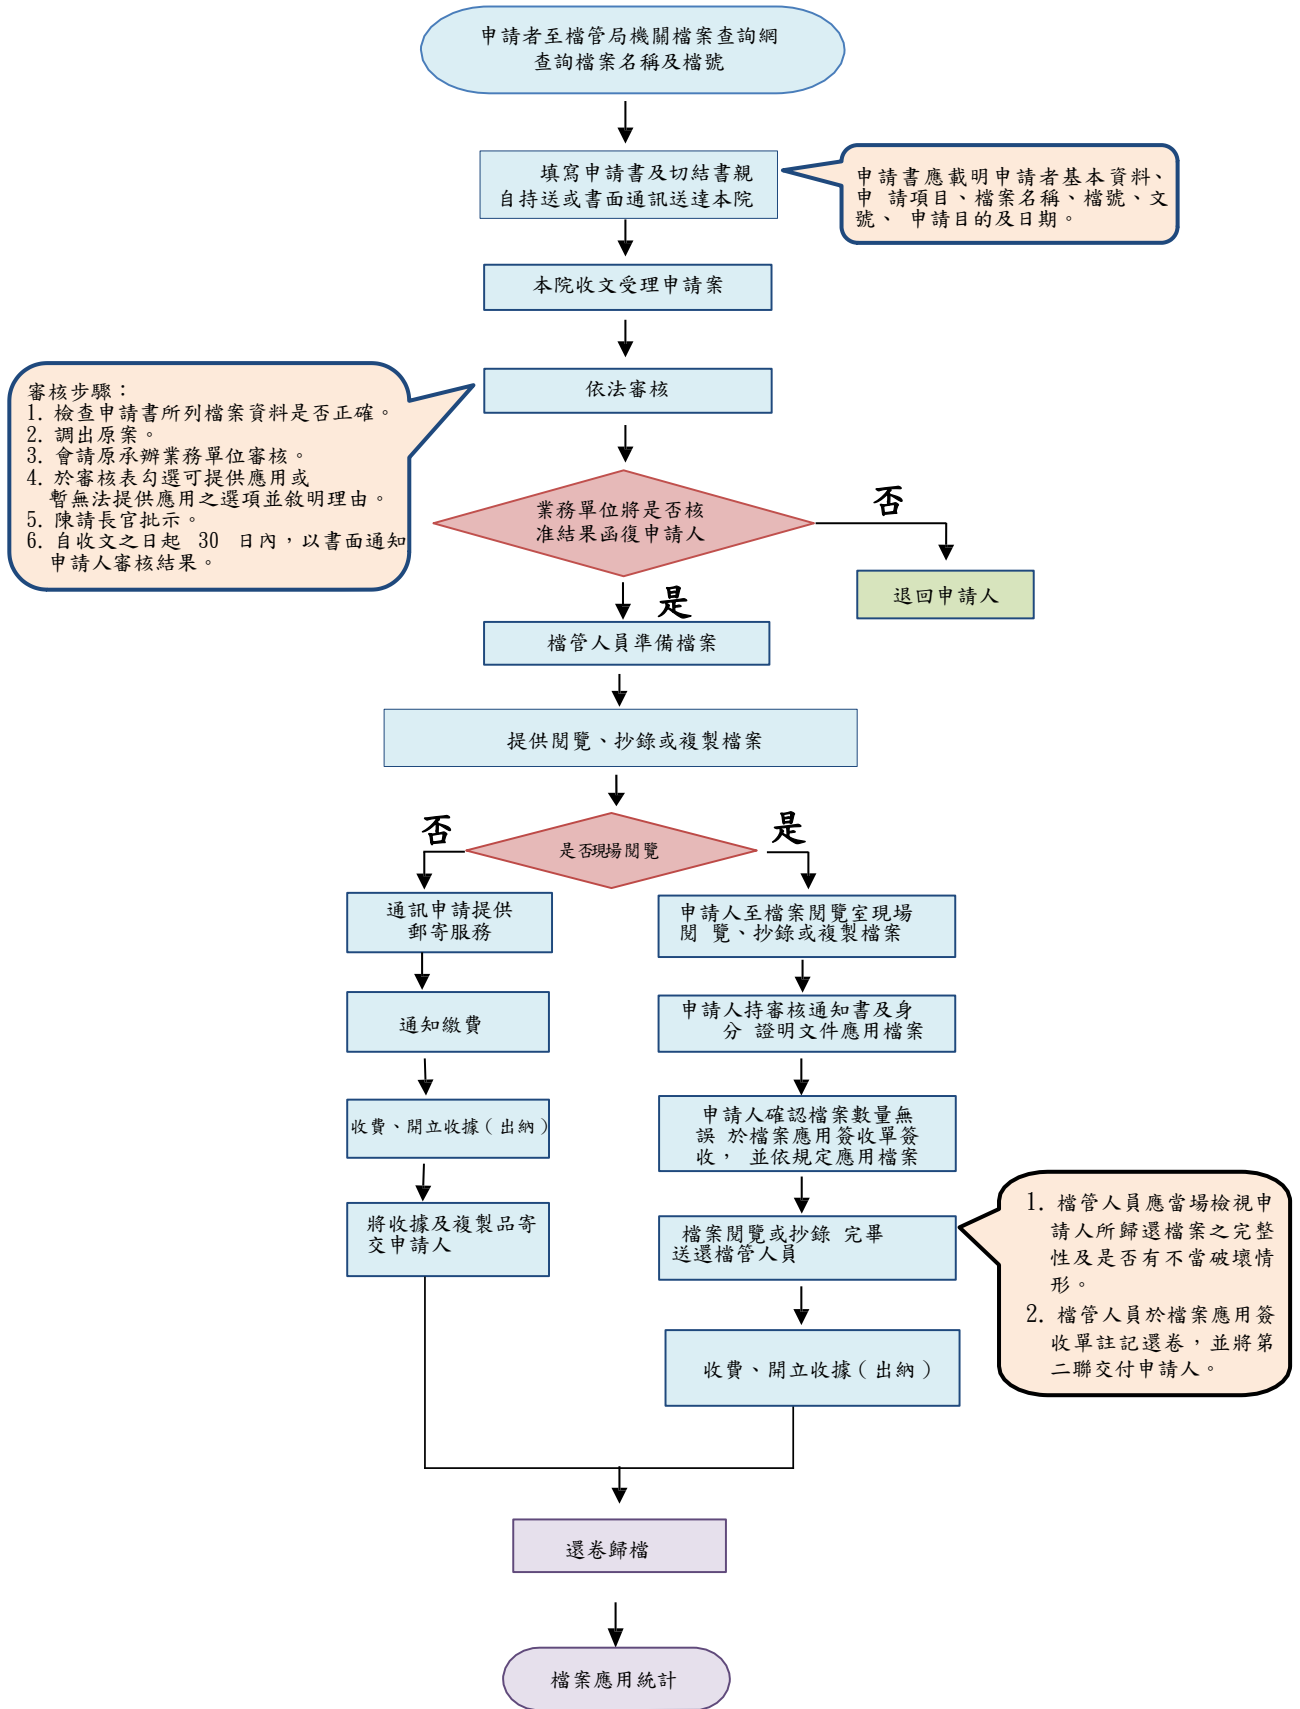 申請者至檔管局機關檔案查詢網
查詢檔案名稱及檔號
填寫申請書及切結書親
自持送或書面通訊送達本院
申請書應載明申請者基本資料、
申 請項目、檔案名稱、檔號、文
號、 申請目的及日期。
本院收文受理申請案
依法審核
審核步驟：
1. 檢查申請書所列檔案資料是否正確。
2. 調出原案。
3. 會請原承辦業務單位審核。
4. 於審核表勾選可提供應用或
暫無法提供應用之選項並敘明理由。
5. 陳請長官批示。
6. 自收文之日起 30 日內，以書面通知
申請人審核結果。
業務單位將是否核
准結果函復申請人
否
退回申請人
是
檔管人員準備檔案
提供閱覽、抄錄或複製檔案
是否現場閱覽
否
是
通訊申請提供
郵寄服務
通知繳費
收費、開立收據（出納）
將收據及複製品寄
交申請人
申請人至檔案閱覽室現場
閱 覽、抄錄或複製檔案
申請人持審核通知書及身
分 證明文件應用檔案
申請人確認檔案數量無
誤 於檔案應用簽收單簽
收， 並依規定應用檔案
檔案閱覽或抄錄 完畢
送還檔管人員
1. 檔管人員應當場檢視申
請人所歸還檔案之完整
性及是否有不當破壞情
形。
2. 檔管人員於檔案應用簽
收單註記還卷，並將第
二聯交付申請人。
收費、開立收據（出納）
還卷歸檔
檔案應用統計